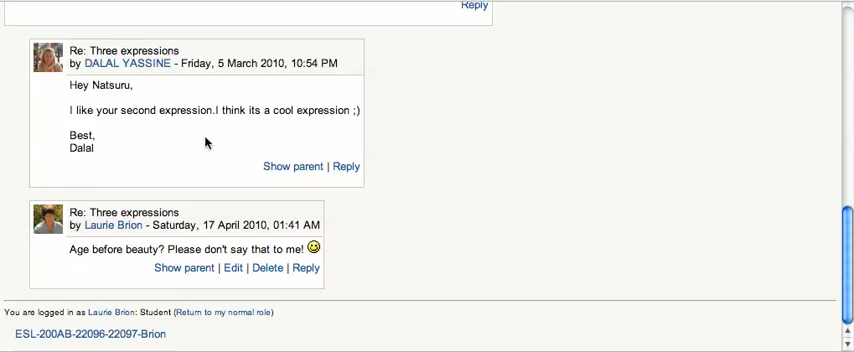 Reply
Re: Three expressions
by DALAL YASSINE - Friday, 5 March 2010, 10:54 PM
Hey Natsuru,
I like your second expression.I think its a cool expression ;)
Best,
Dalal
Show parent | Reply
Re: Three expressions
by Laurie Brion - Saturday, 17 April 2010, 01:41 AM
Age before beauty? Please don't say that to me!
Show parent | Edit | Delete | Reply
You are logged in as Laurie Brion: Student (Return to my normal role)
ESL-200AB-22096-22097-Brion